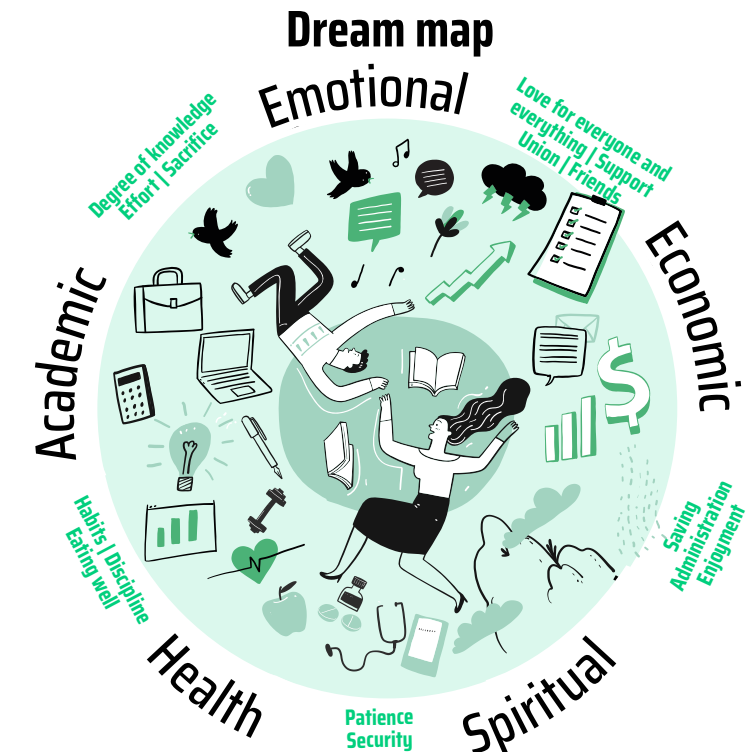 Dream map
Emotional
Degree of knowledge
Effort | Sacrifice
Love for everyone and
everything | Support
Union | Friends
Academic
Economic
Habits | Discipline
Eating well
Saving
Administration
Enjoyment
Health
Spiritual
Patience
Security